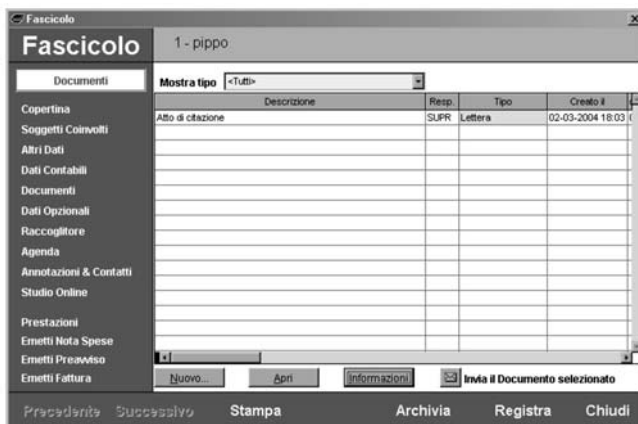 Fascicolo
Fascicolo
1 - pippo
Documenti
Mostra tipo <Tutti>
Descrizione Resp. Tipo Creato il
Atto di citazione SUPR Lettera 02-03-2004 18:03
Copertina
Soggetti Coinvolti
Altri Dati
Dati Contabili
Documenti
Dati Opzionali
Raccoglitore
Agenda
Annotazioni & Contatti
Studio Online
Prestazioni
Emetti Nota Spese
Emetti Preavviso
Emetti Fattura
Nuovo... Apri Informazioni Invia il Documento selezionato
Precedente Successivo Stampa Archivia Registra Chiudi